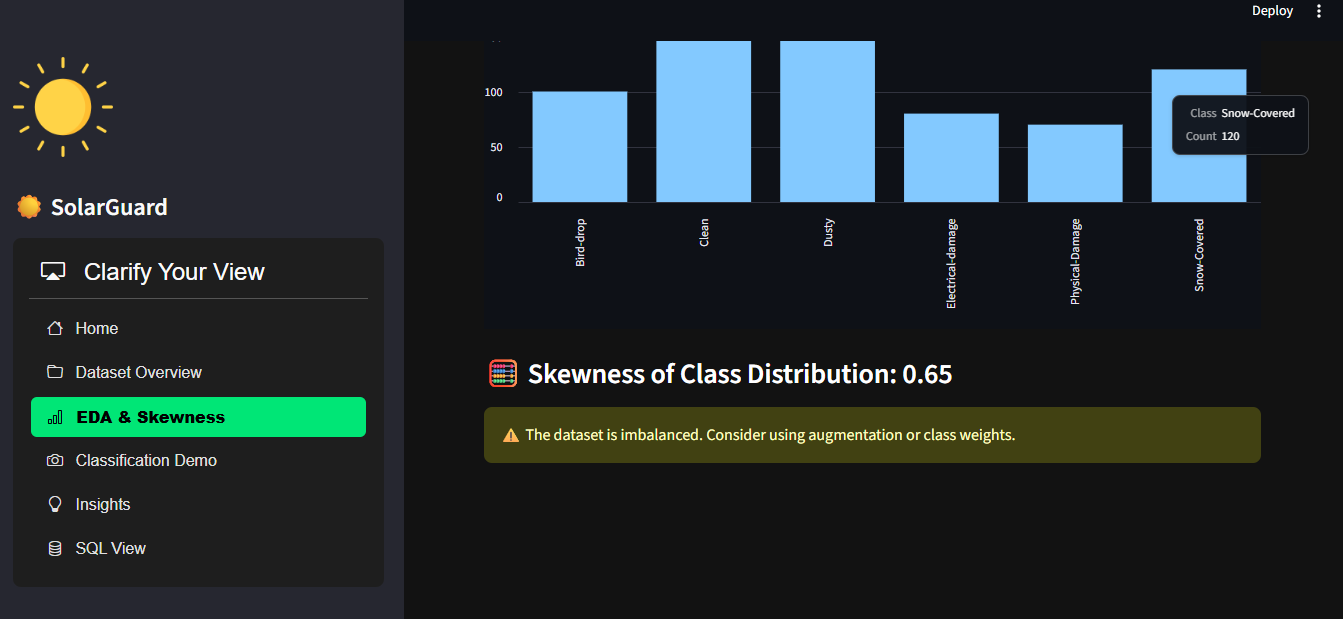 Deploy
SolarGuard
Clarify Your View
Home
Dataset Overview
EDA & Skewness
Classification Demo
Insights
SQL View
100
50
0
Bird-drop
Clean
Dusty
Electrical-damage
Physical-Damage
Snow-Covered
Class Snow-Covered
Count 120
Skewness of Class Distribution: 0.65
The dataset is imbalanced. Consider using augmentation or class weights.